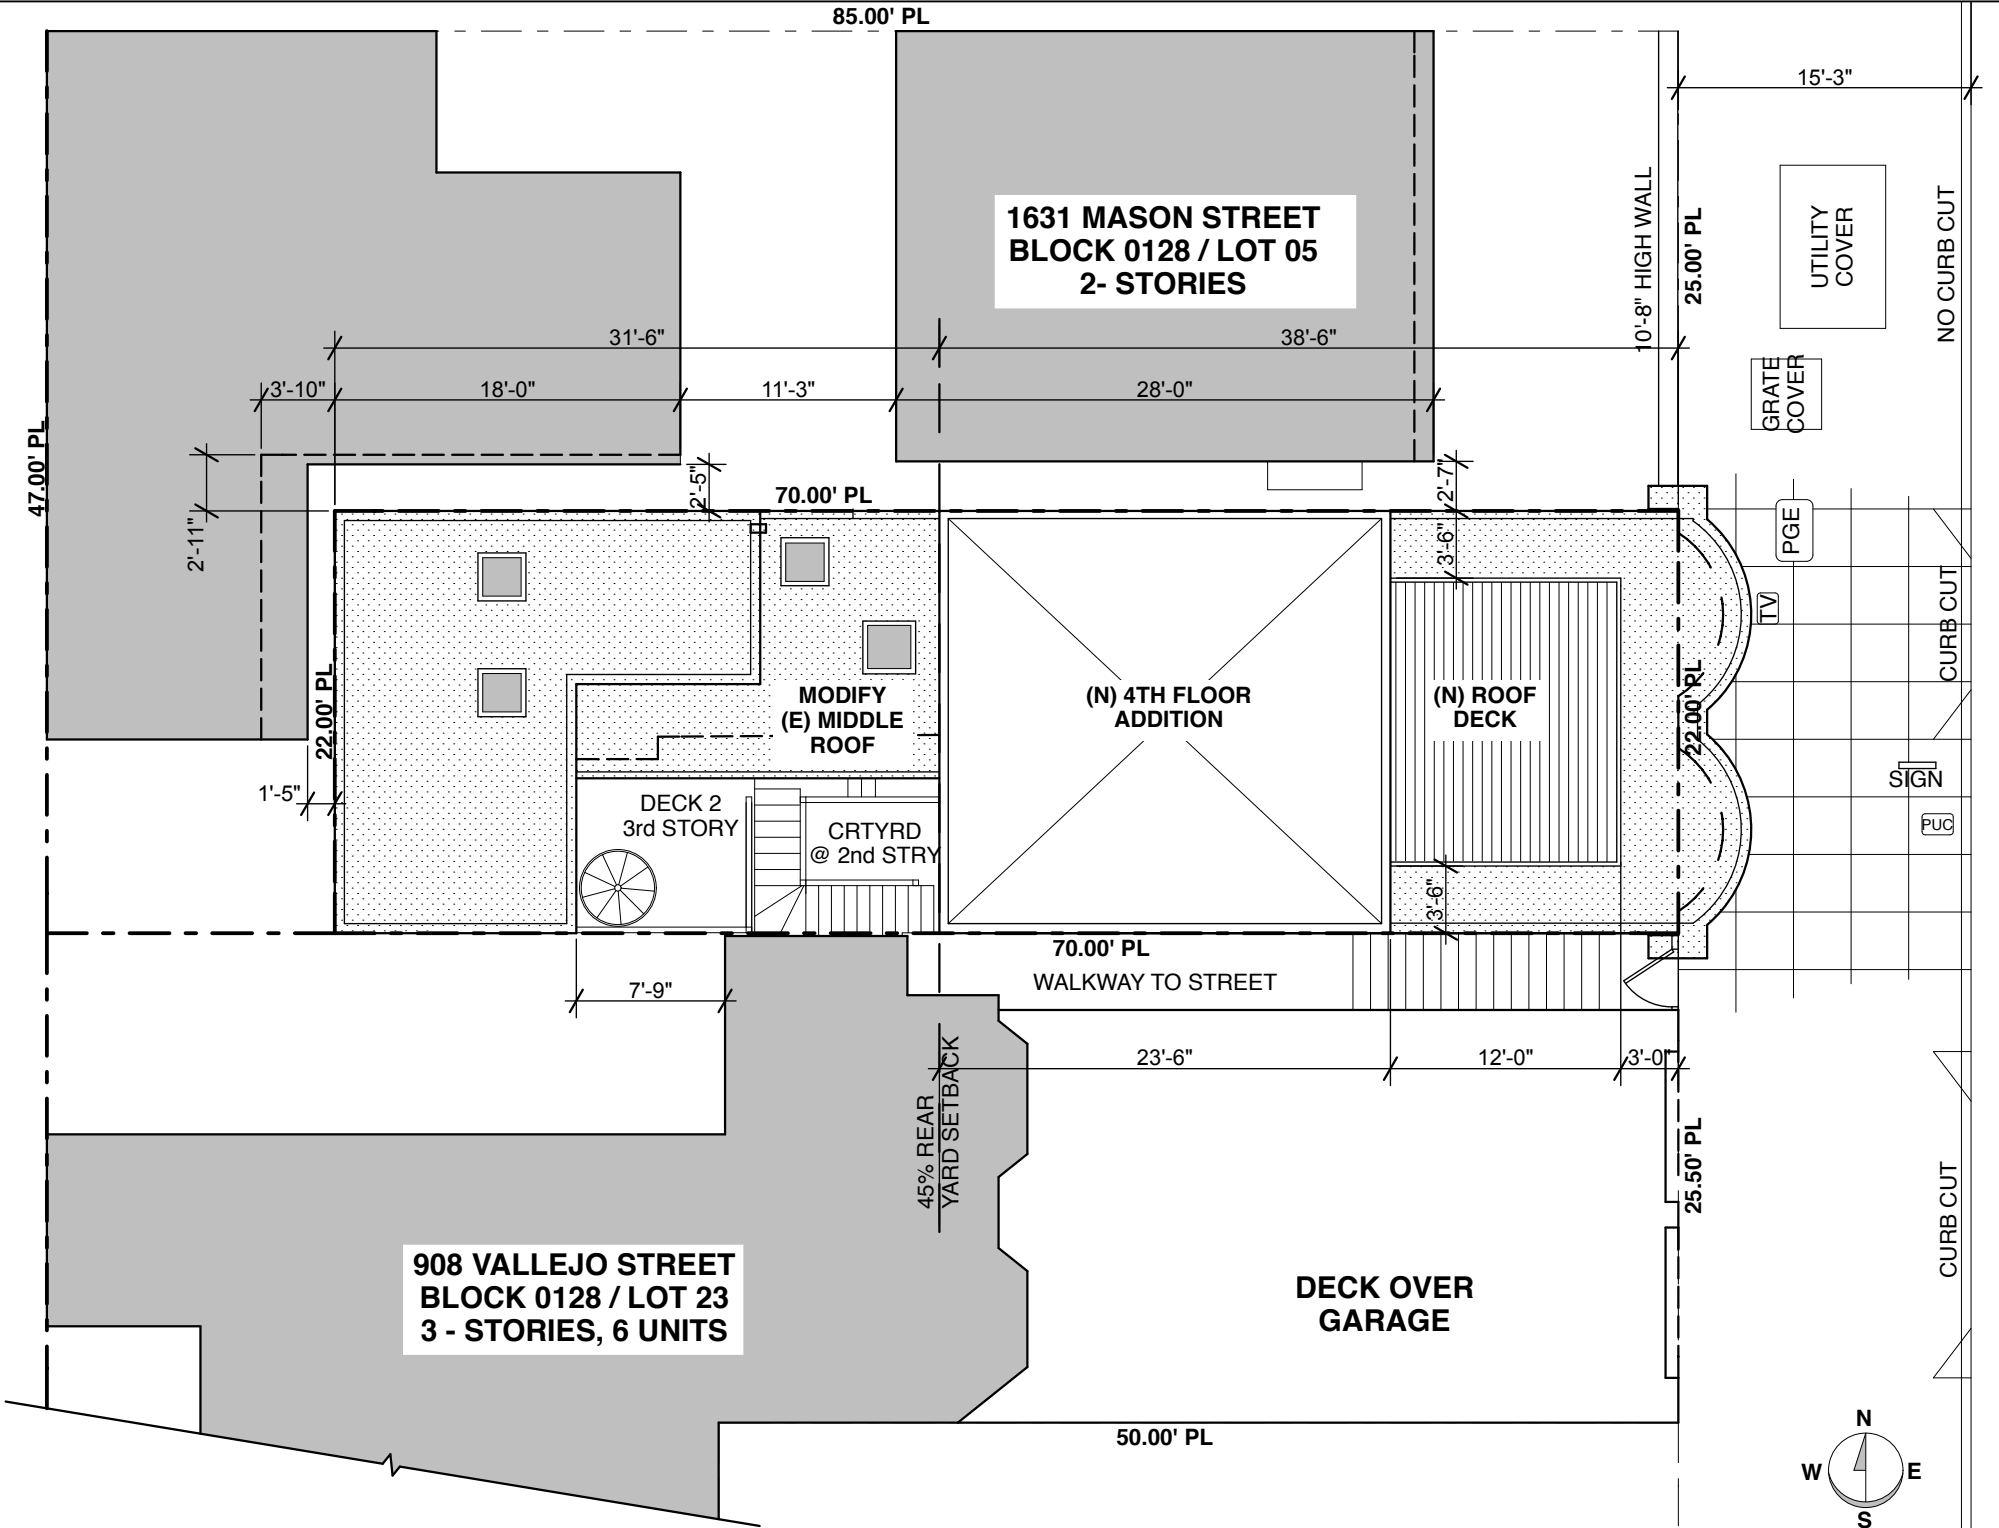 85.00' PL
15'-3"
1631 MASON STREET
BLOCK 0128 / LOT 05
2- STORIES
10'-8" HIGH WALL
25.00' PL
UTILITY
COVER
NO CURB CUT
31'-6"
38'-6"
3'-10"
18'-0"
11'-3"
28'-0"
GRATE
COVER
47.00' PL
2'-11"
2'-5"
70.00' PL
2'-7"
3'-6"
PGE
TV
CURB CUT
22.00' PL
MODIFY
(E) MIDDLE
ROOF
(N) 4TH FLOOR
ADDITION
(N) ROOF
DECK
22.00' PL
SIGN
PUC
1'-5"
DECK 2
3rd STORY
CRTYRD
@ 2nd STRY
3'-6"
70.00' PL
WALKWAY TO STREET
7'-9"
23'-6"
12'-0"
3'-0"
45% REAR
YARD SETBACK
25.50' PL
CURB CUT
908 VALLEJO STREET
BLOCK 0128 / LOT 23
3 - STORIES, 6 UNITS
DECK OVER
GARAGE
50.00' PL
N
W
E
S